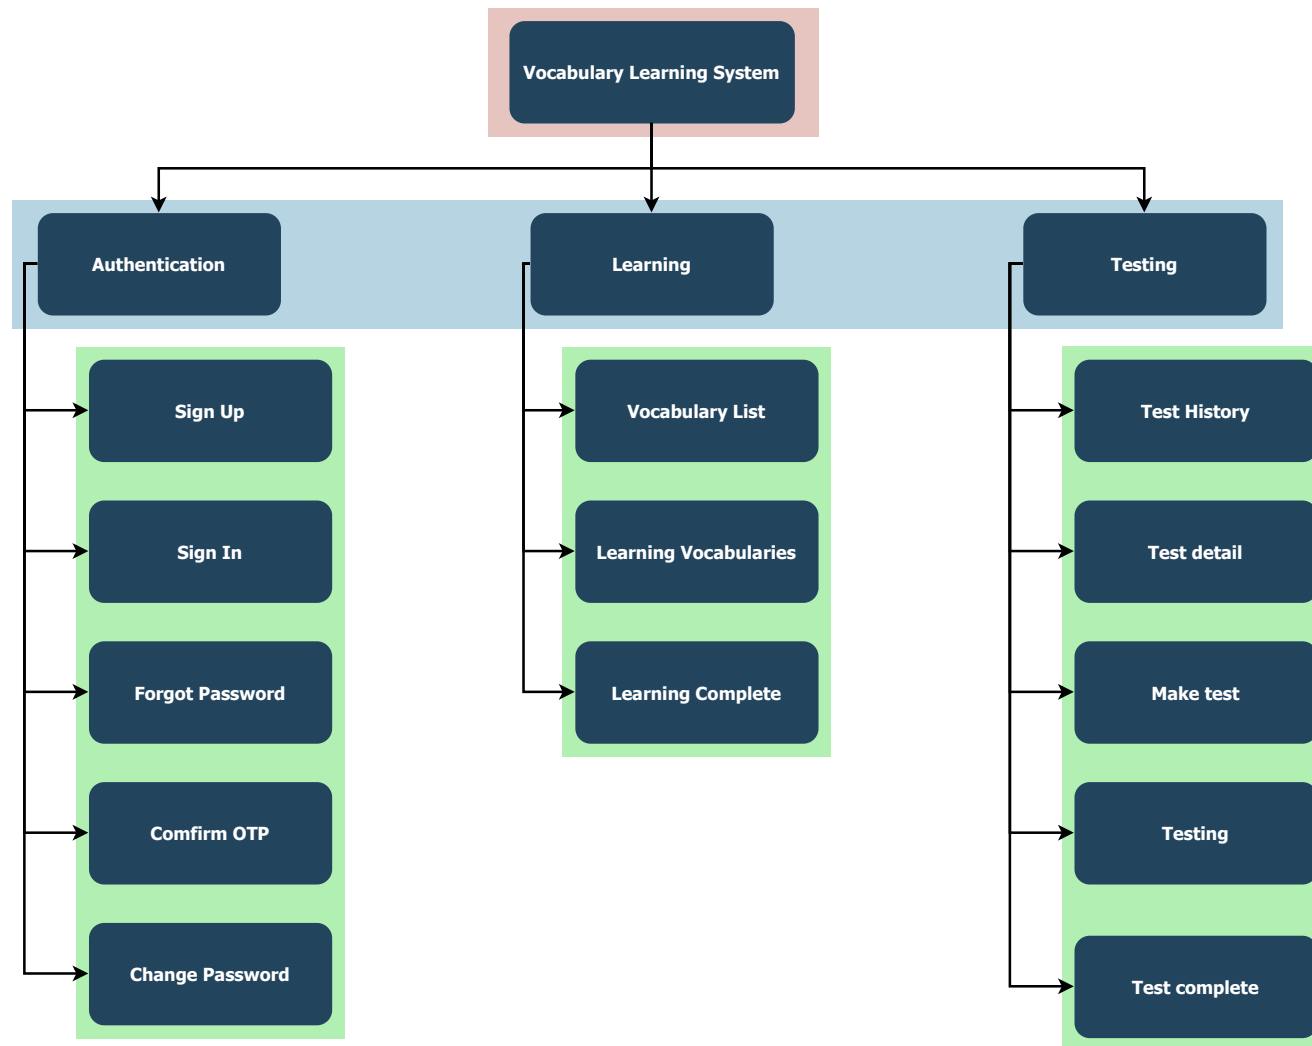 Vocabulary Learning System
Authentication
Learning
Testing
Sign Up
Sign In
Forgot Password
Comfirm OTP
Change Password
Vocabulary List
Learning Vocabularies
Learning Complete
Test History
Test detail
Make test
Testing
Test complete